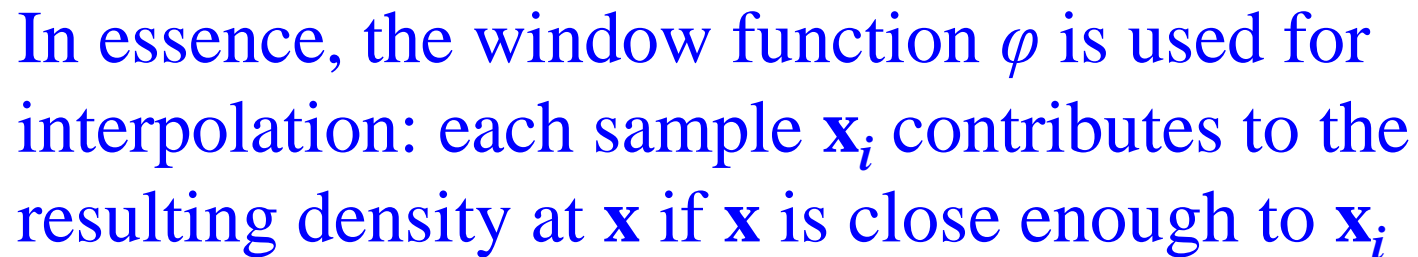 In essence, the window function φ is used for
interpolation: each sample xᵢ contributes to the
resulting density at x if x is close enough to xᵢ